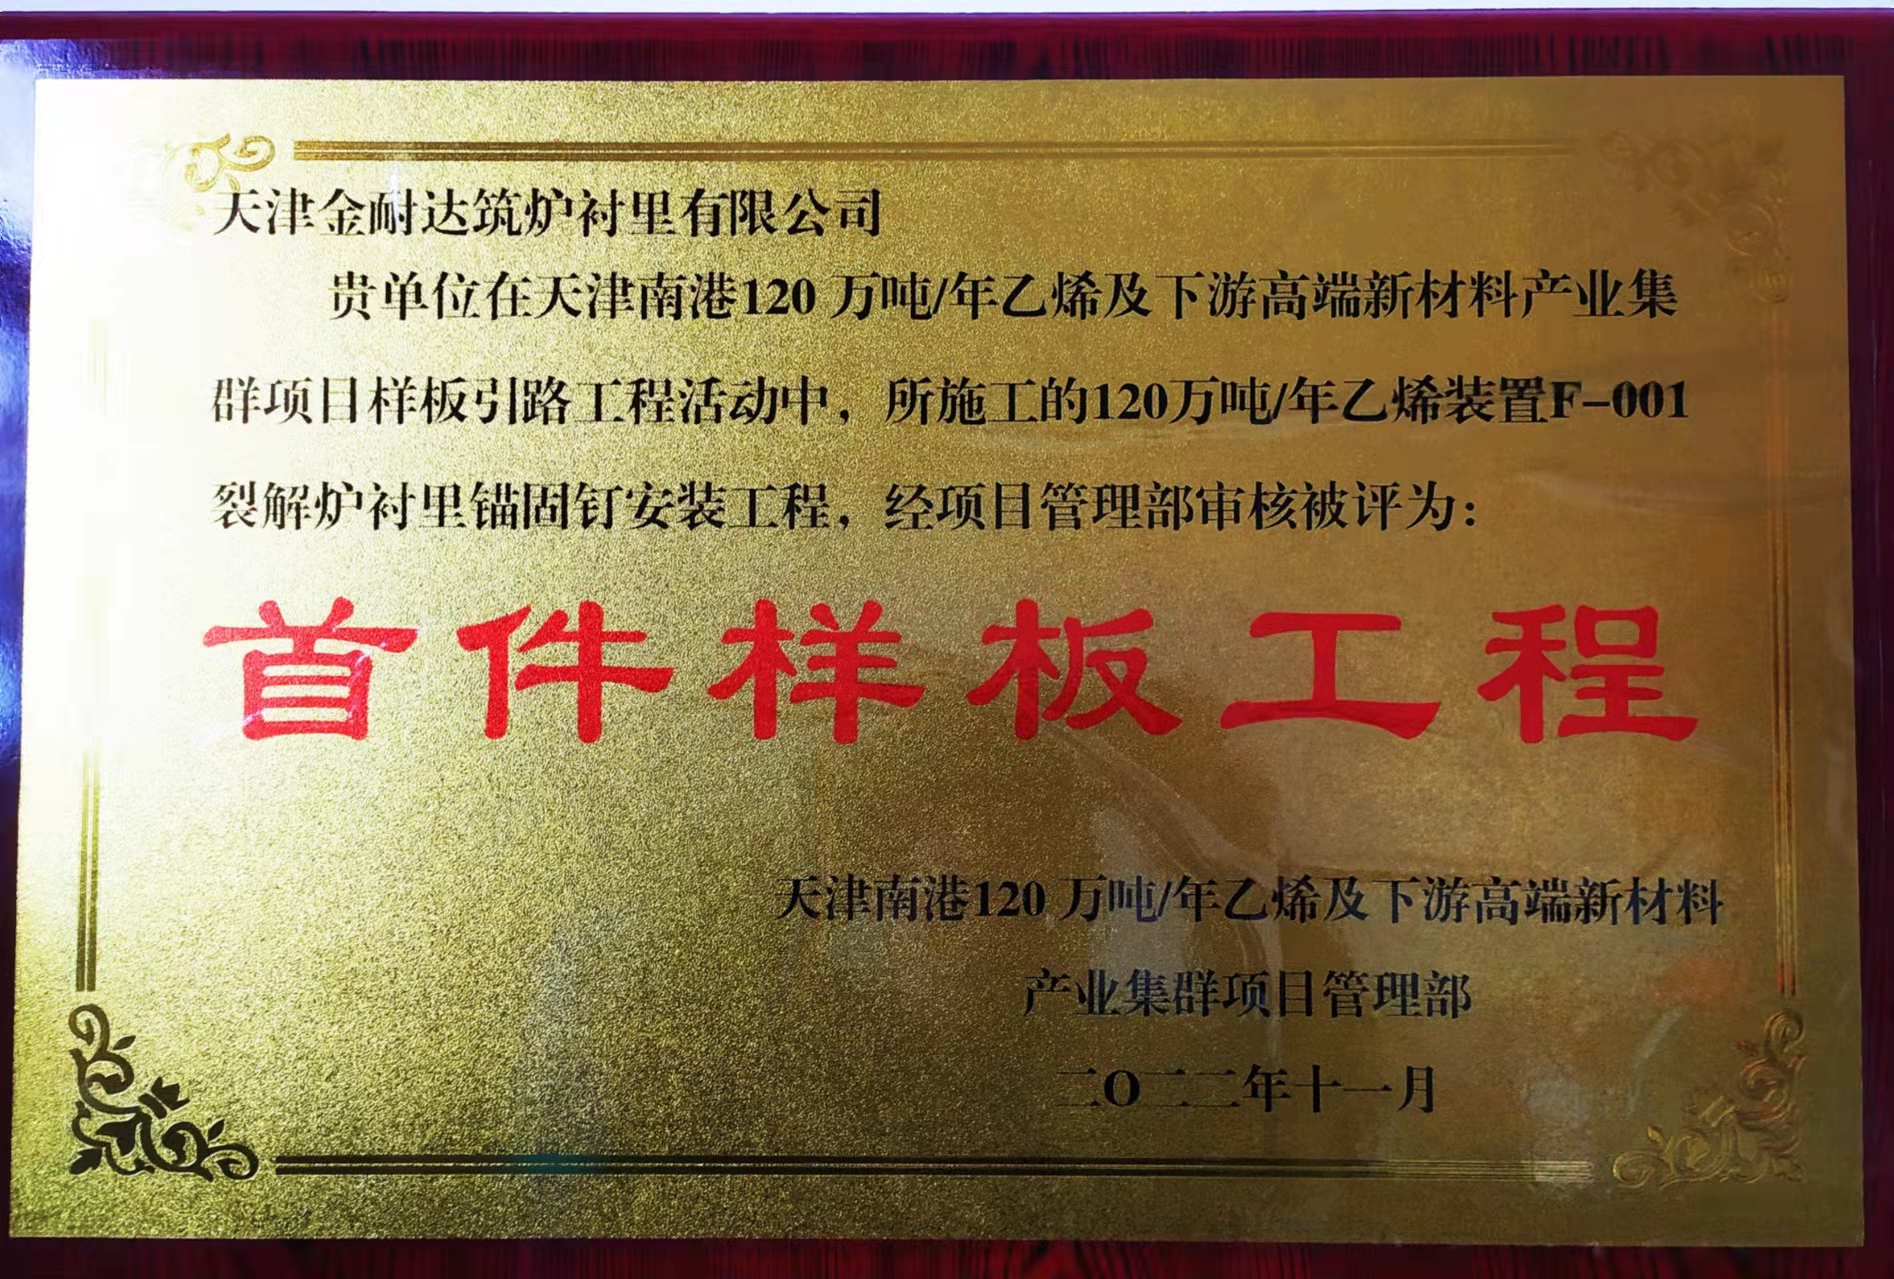 天津金耐达筑炉衬里有限公司
贵单位在天津南港120 万吨/年乙烯及下游高端新材料产业集
群项目样板引路工程活动中，所施工的120万吨/年乙烯装置F-001
裂解炉衬里锚固钉安装工程，经项目管理部审核被评为：
首件样板工程
天津南港120 万吨/年乙烯及下游高端新材料
产业集群项目管理部
二O二二年十一月